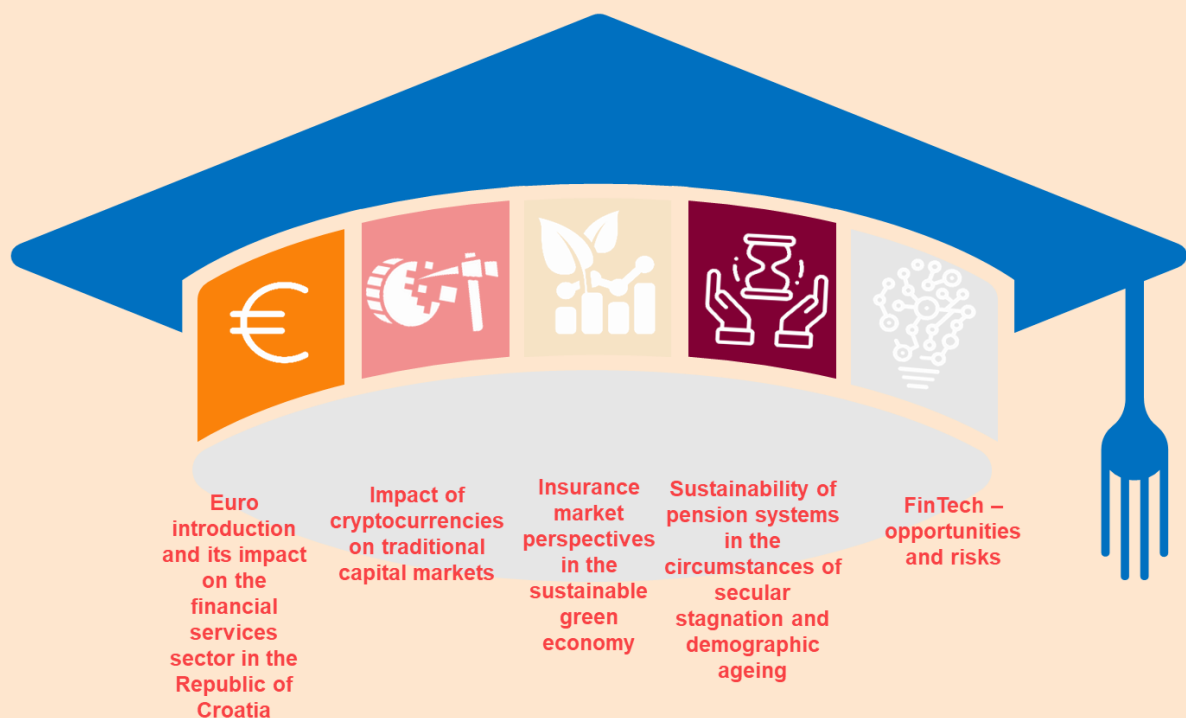 €
Euro
introduction
and its impact
on the
financial
services
sector in the
Republic of
Croatia
Impact of
cryptocurrencies
on traditional
capital markets
Insurance
market
perspectives
in the
sustainable
green
economy
Sustainability of
pension systems
in the
circumstances of
secular
stagnation and
demographic
ageing
FinTech –
opportunities
and risks